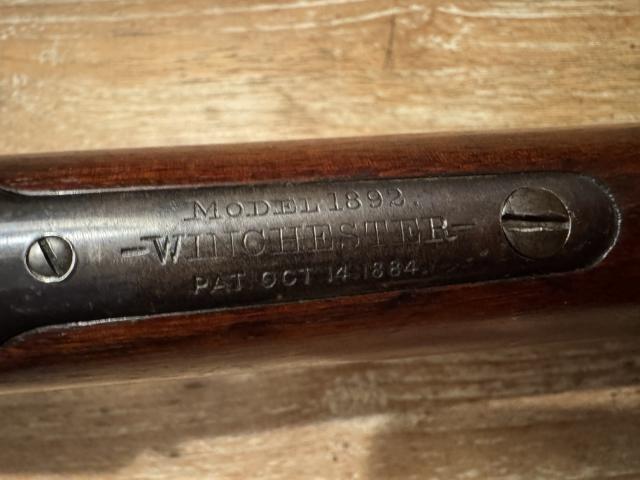 MODEL 1892.
-WINCHESTER-
PAT. OCT 14.1884.